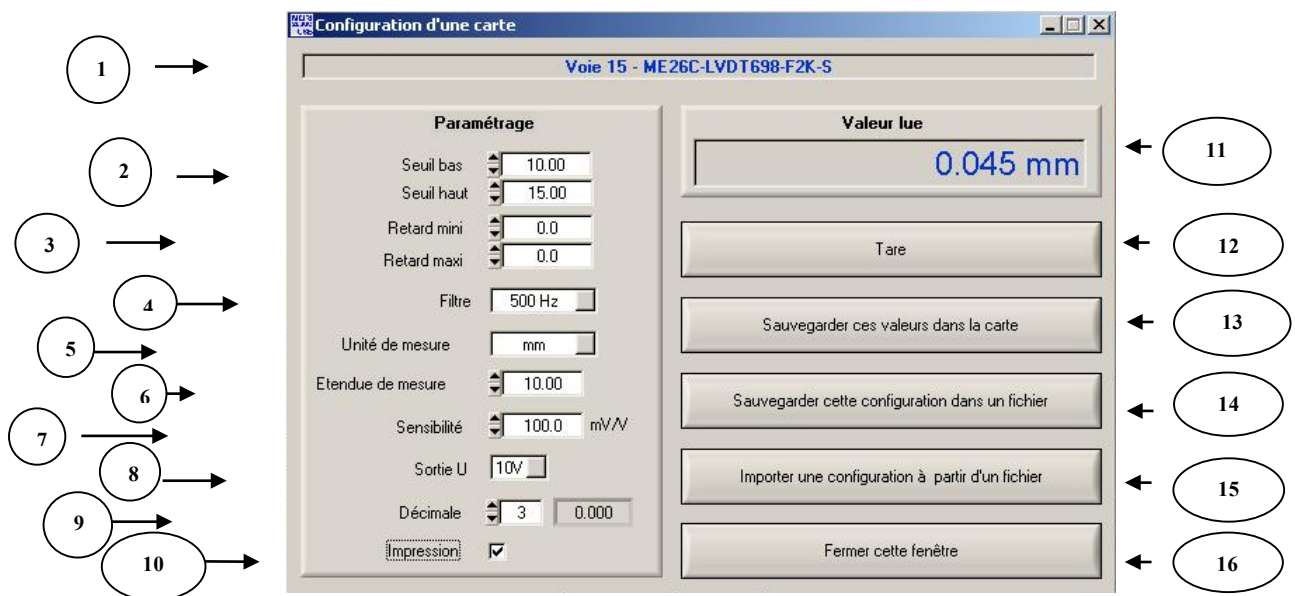 Configuration d'une carte
1
Voie 15 - ME26C-LVDT698-F2K-S
Paramétrage
2
Seuil bas 10.00
Seuil haut 15.00
3
Retard mini 0.0
Retard maxi 0.0
4
Filtre 500 Hz
5
Unité de mesure mm
6
Etendue de mesure 10.00
7
Sensibilité 100.0 mV/V
8
Sortie U 10V
9
Décimale 3 0.000
10
Impression
Valeur lue
0.045 mm
11
Tare
12
Sauvegarder ces valeurs dans la carte
13
Sauvegarder cette configuration dans un fichier
14
Importer une configuration à partir d'un fichier
15
Fermer cette fenêtre
16